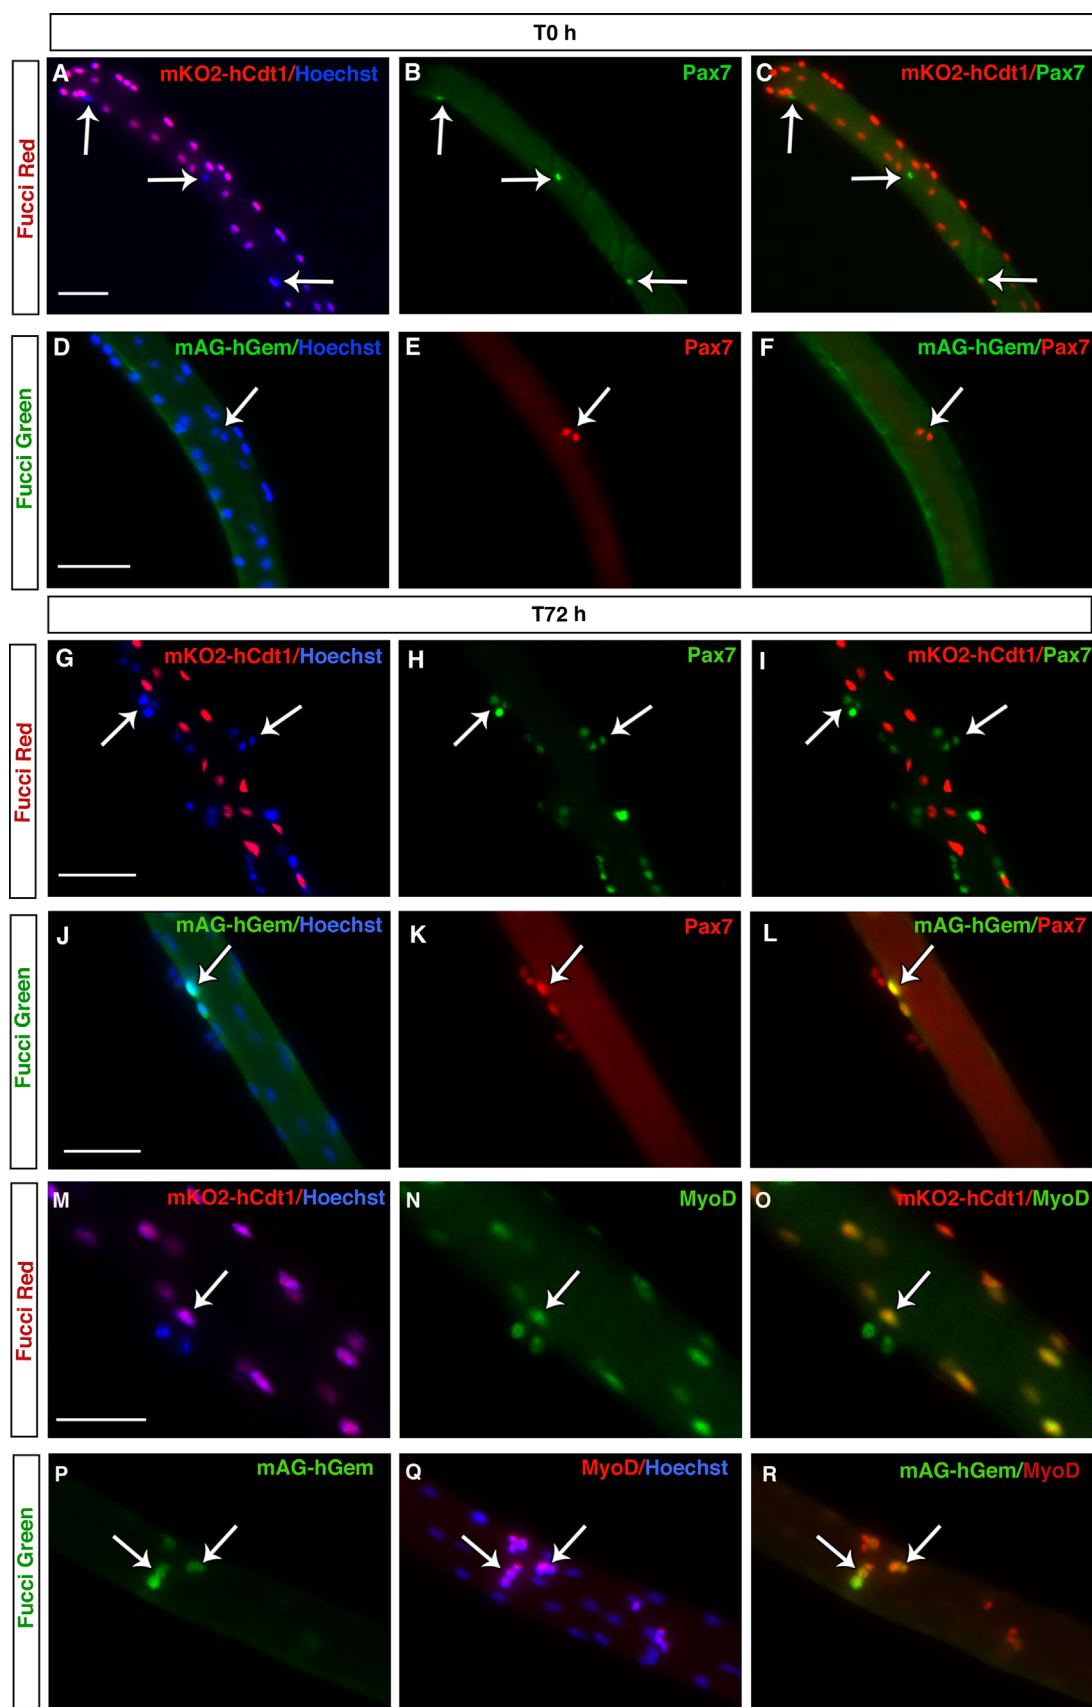 T0 h
Fucci Red
A
mKO2-hCdt1/Hoechst
B
Pax7
C
mKO2-hCdt1/Pax7
Fucci Green
D
mAG-hGem/Hoechst
E
Pax7
F
mAG-hGem/Pax7
T72 h
Fucci Red
G
mKO2-hCdt1/Hoechst
H
Pax7
I
mKO2-hCdt1/Pax7
Fucci Green
J
mAG-hGem/Hoechst
K
Pax7
L
mAG-hGem/Pax7
Fucci Red
M
mKO2-hCdt1/Hoechst
N
MyoD
O
mKO2-hCdt1/MyoD
Fucci Green
P
mAG-hGem
Q
MyoD/Hoechst
R
mAG-hGem/MyoD